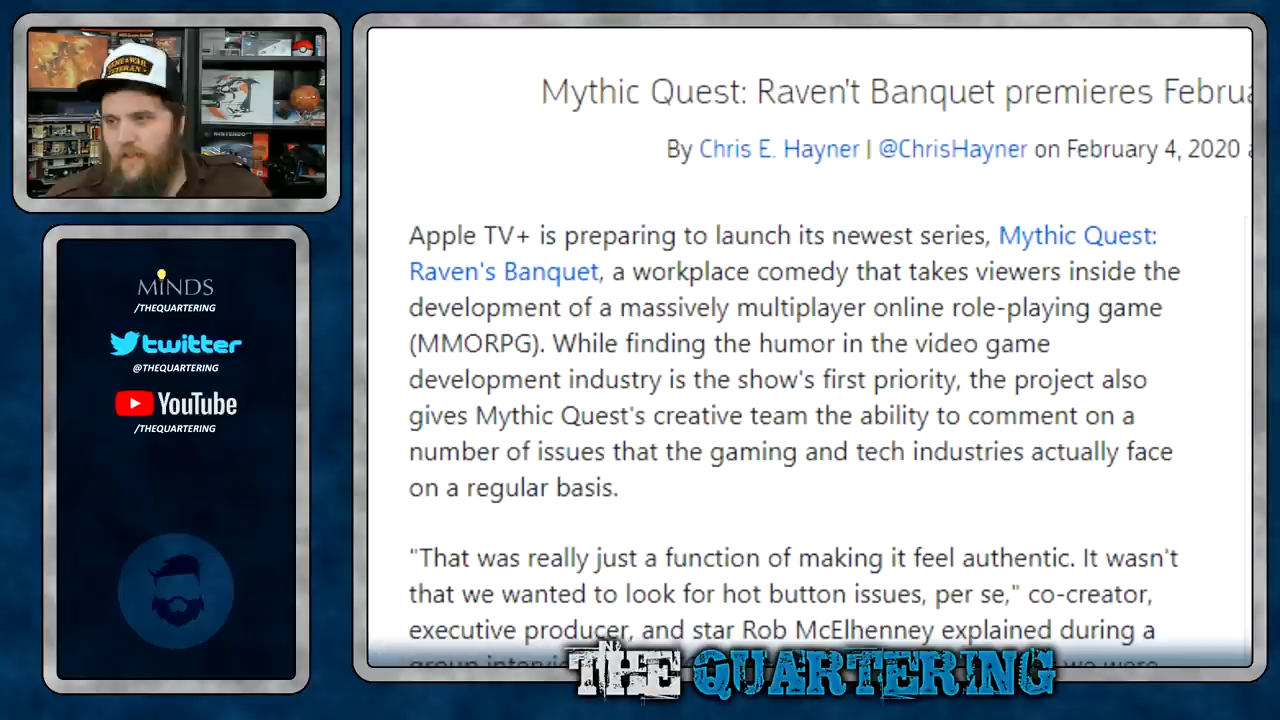 MINDS
/THEQUARTERING
twitter
@THEQUARTERING
YouTube
/THEQUARTERING
NINTENDO
Mythic Quest: Raven't Banquet premieres Februa
By Chris E. Hayner | @ChrisHayner on February 4, 2020
Apple TV+ is preparing to launch its newest series, Mythic Quest:
Raven's Banquet, a workplace comedy that takes viewers inside the
development of a massively multiplayer online role-playing game
(MMORPG). While finding the humor in the video game
development industry is the show's first priority, the project also
gives Mythic Quest's creative team the ability to comment on a
number of issues that the gaming and tech industries actually face
on a regular basis.
"That was really just a function of making it feel authentic. It wasn't
that we wanted to look for hot button issues, per se," co-creator,
executive producer, and star Rob McElhenney explained during a
THE QUARTERING